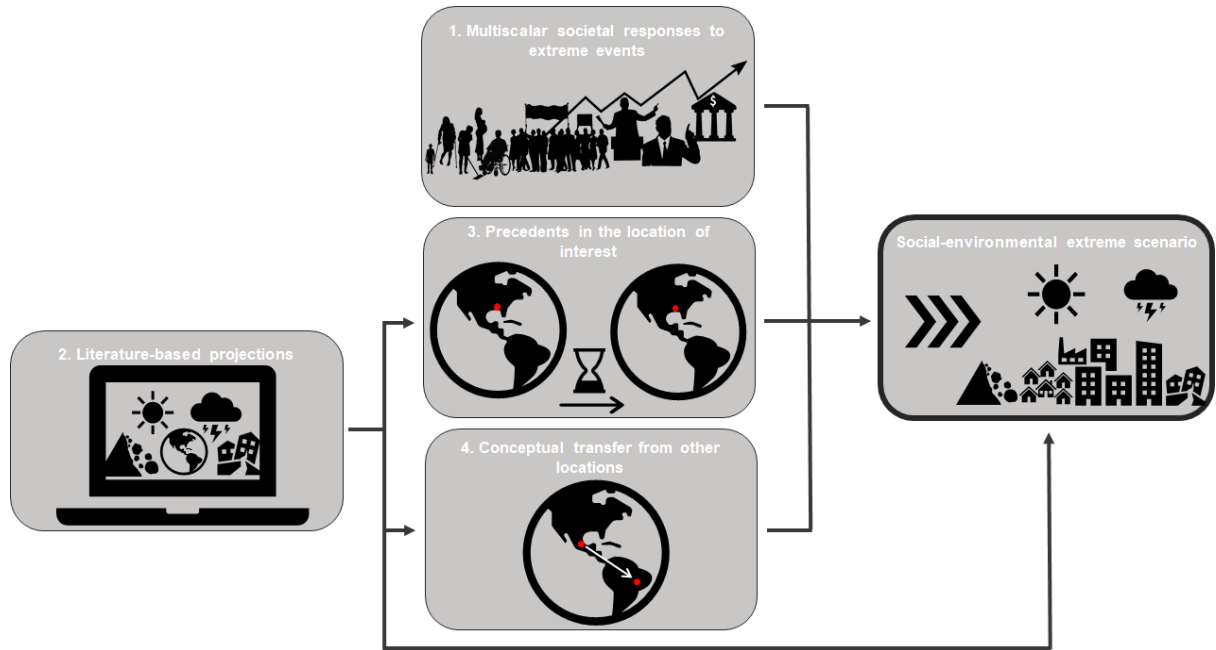 1. Multiscalar societal responses to
extreme events
$
3. Precedents in the location of
interest
Social-environmental extreme scenario
2. Literature-based projections
4. Conceptual transfer from other
locations